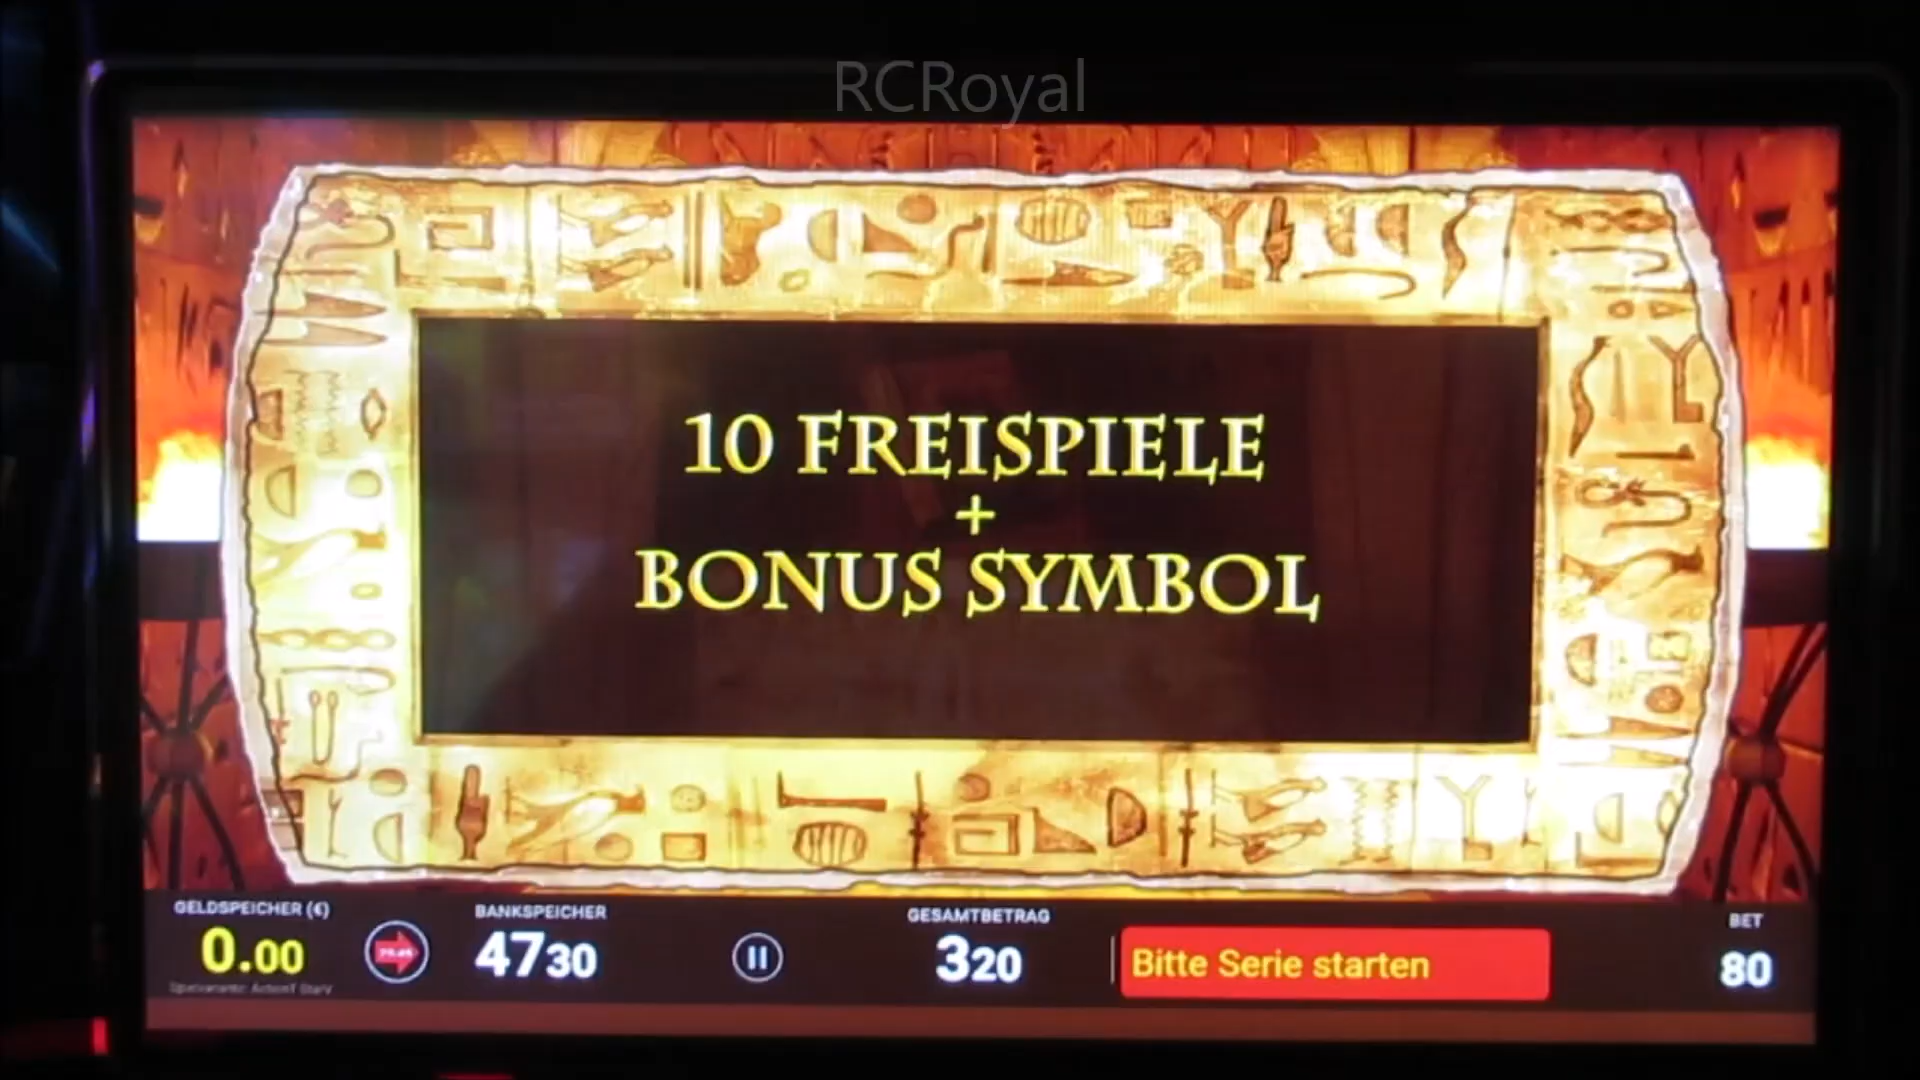 RCRoyal
10 FREISPIELE
+
BONUS SYMBOL
GELDSPEICHER (€)
0.00
BANKSPEICHER
4730
GESAMTBETRAG
320
Bitte Serie starten
BET
80